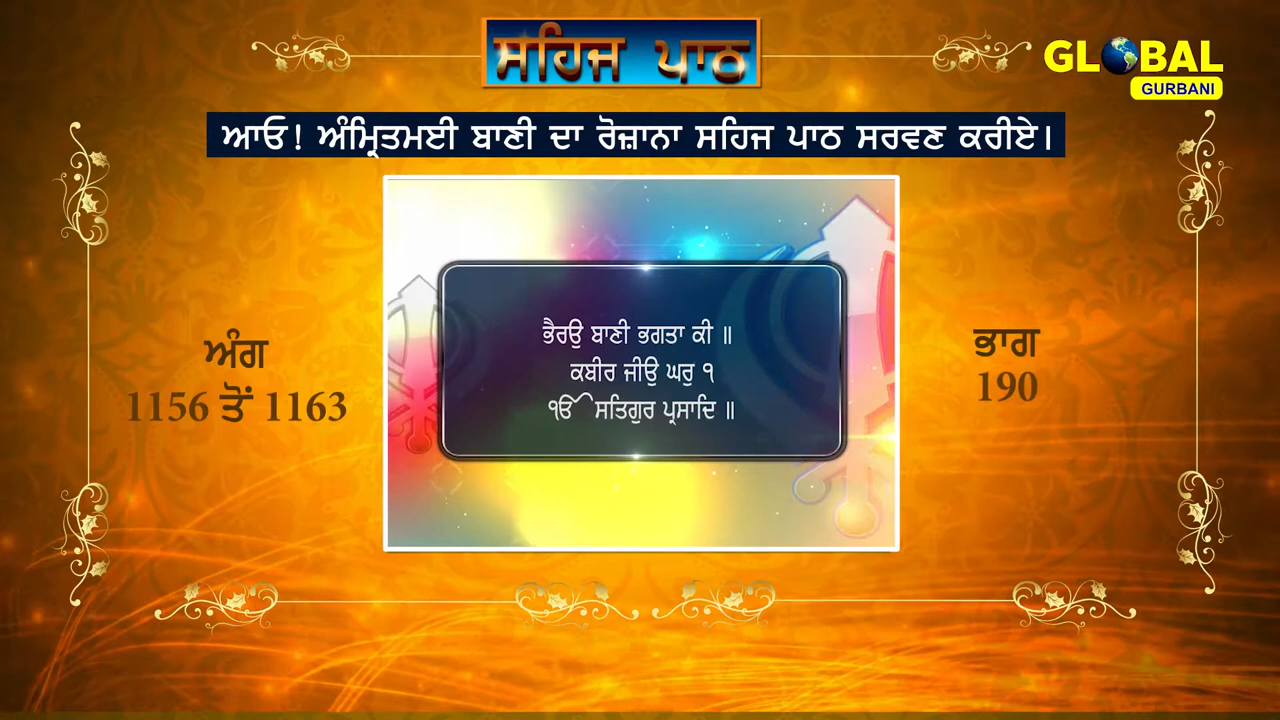 ਸਹਿਜ ਪਾਠ
GLOBAL
GURBANI
ਆਓ! ਅੰਮ੍ਰਿਤਮਈ ਬਾਣੀ ਦਾ ਰੋਜ਼ਾਨਾ ਸਹਿਜ ਪਾਠ ਸਰਵਣ ਕਰੀਏ।
ਭੈਰਉ ਬਾਣੀ ਭਗਤਾ ਕੀ ॥
ਕਬੀਰ ਜੀਉ ਘਰੁ ੧
ੴ ਸਤਿਗੁਰ ਪ੍ਰਸਾਦਿ ॥
ਅੰਗ
1156 ਤੋਂ 1163
ਭਾਗ
190